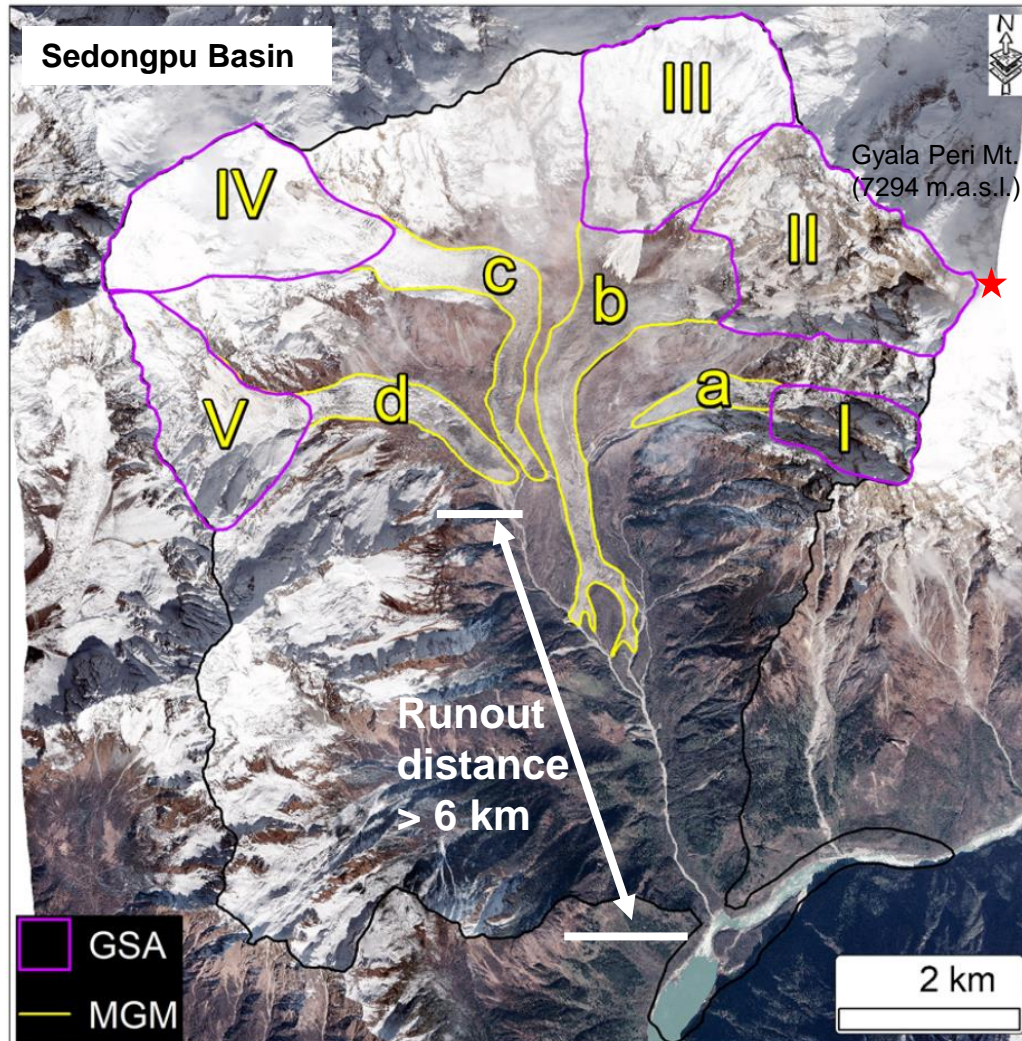 Sedongpu Basin
N
III
Gyala Peri Mt.
(7294 m.a.s.l.)
IV
II
c
b
a
d
V
I
Runout
distance
> 6 km
GSA
MGM
2 km